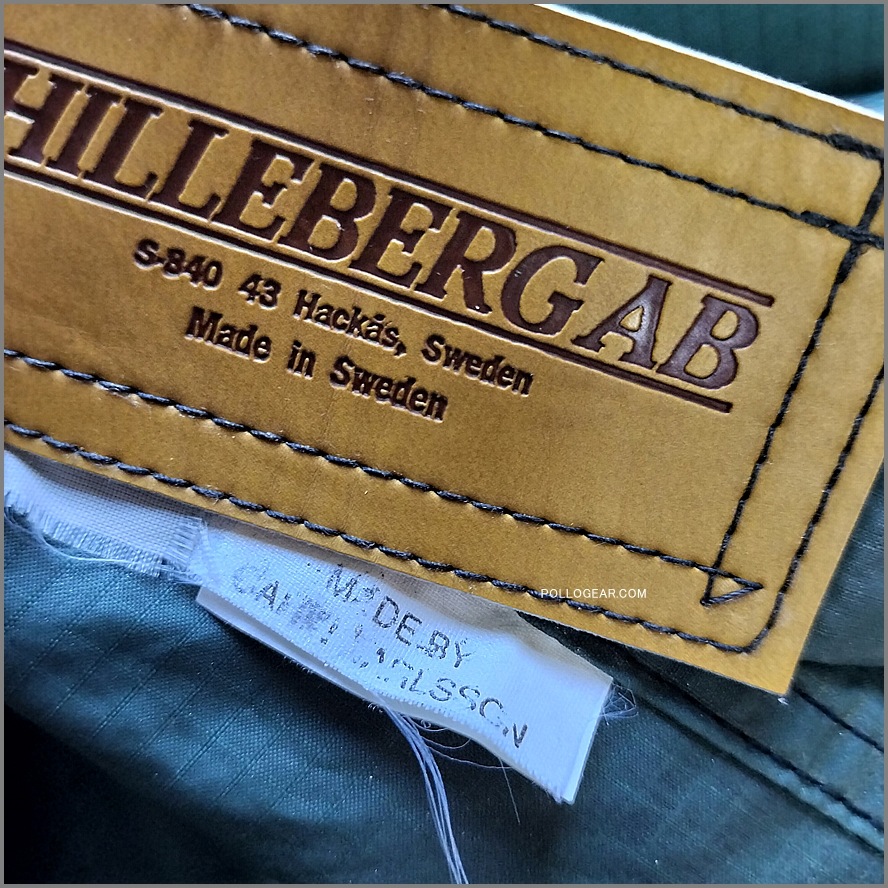 HILLEBERG AB
S-840 43 Hackås, Sweden
Made in Sweden
MADE BY
POLLOGEAR.COM